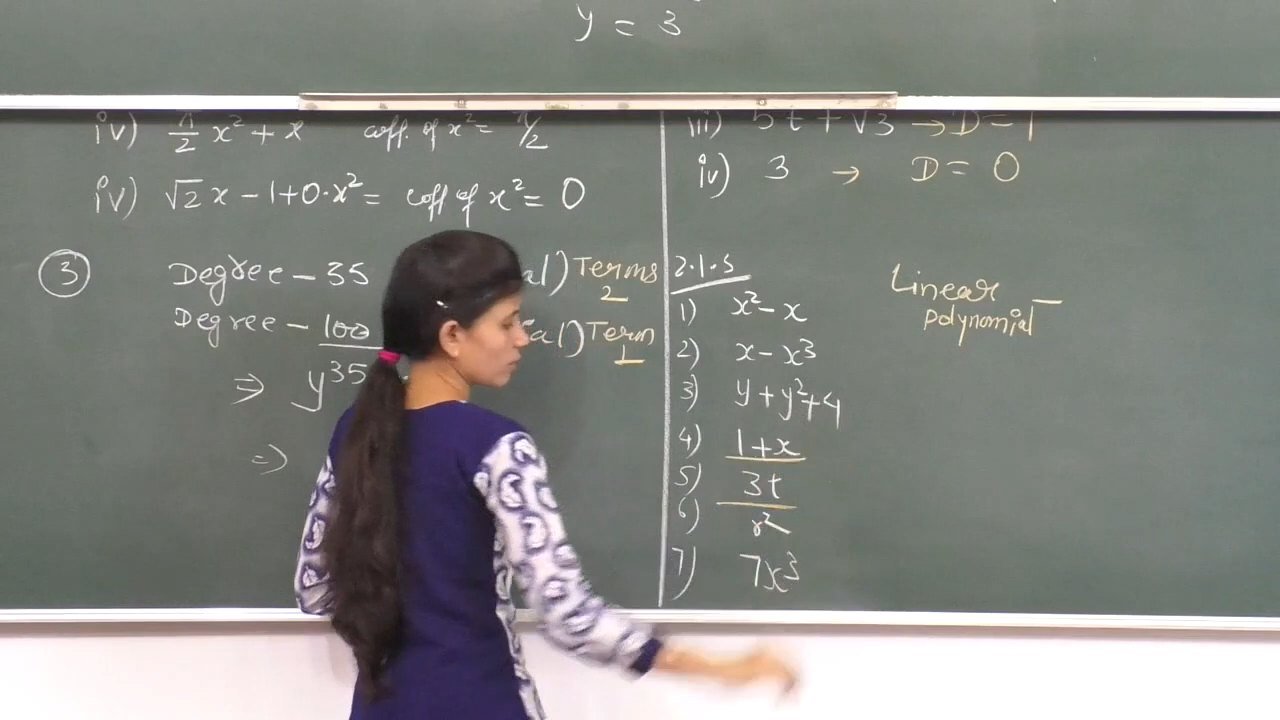 y = 3
iv) π/2 x² + x coff. of x² = π/2
iv) √2 x - 1 + 0·x² = coff of x² = 0
3 Degree - 35 al) Terms 2
Degree - 100 al) Term 1
⇒ y³⁵
⇒
iii) 5t + √3 → D = 1
iv) 3 → D = 0
2·1·5
1) x² - x
2) x - x³
3) y + y² + 4
4) 1 + x
5) 3t
6) r²
7) 7x³
Linear -
polynomial